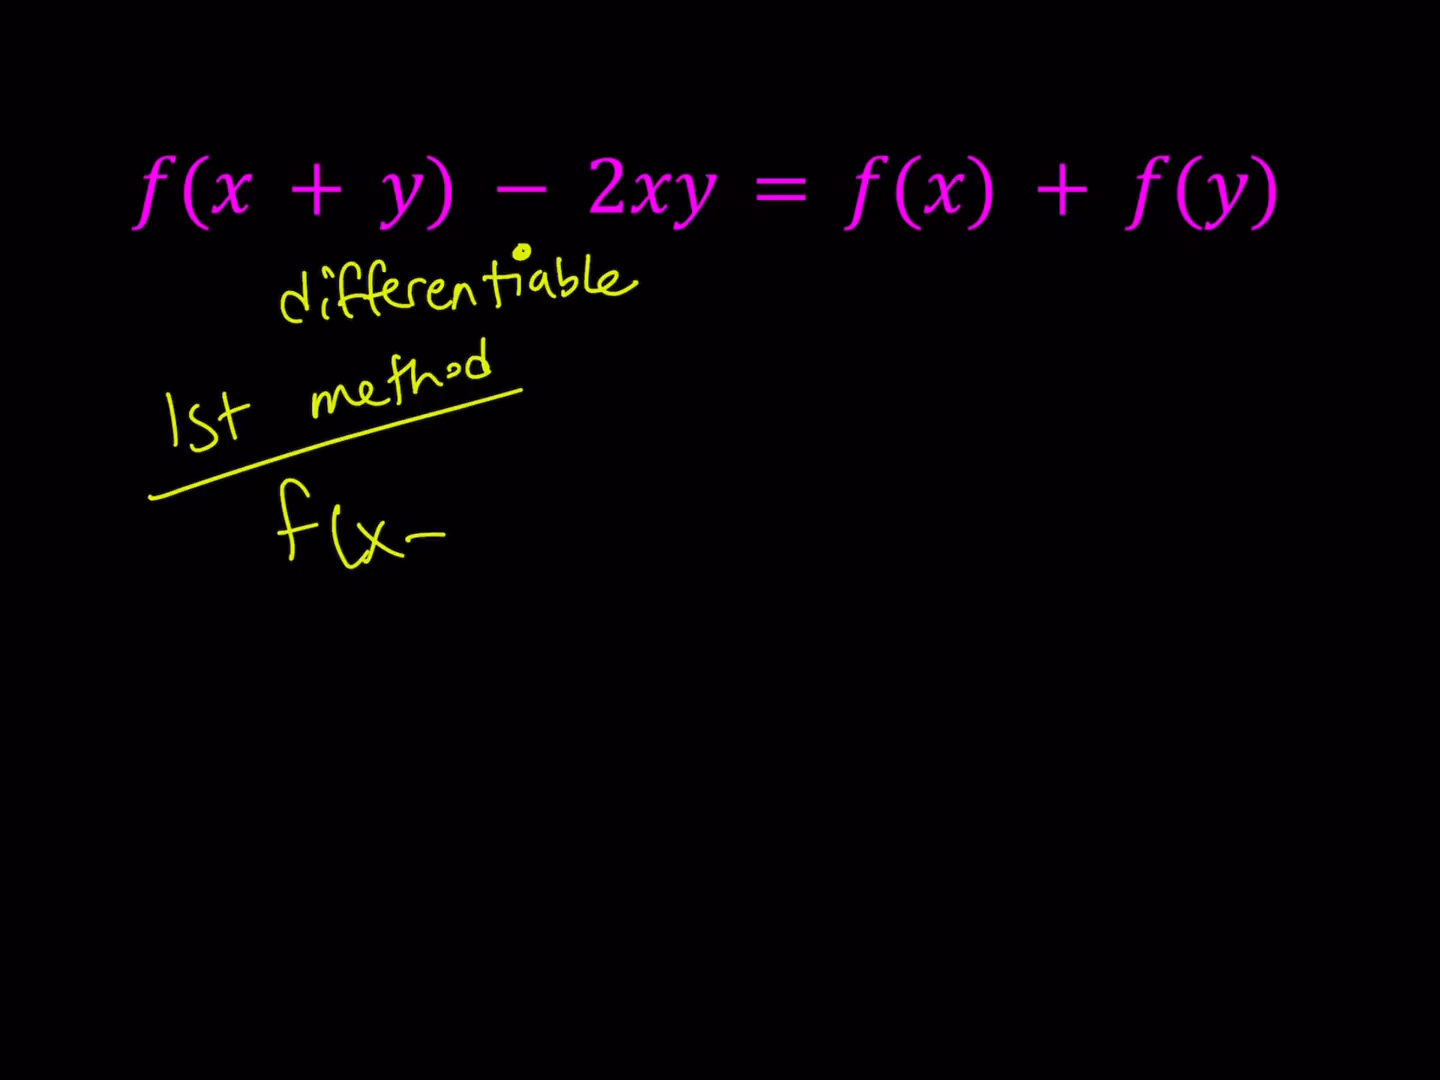 f(x + y) − 2xy = f(x) + f(y)
differentiable
1st method
f(x-